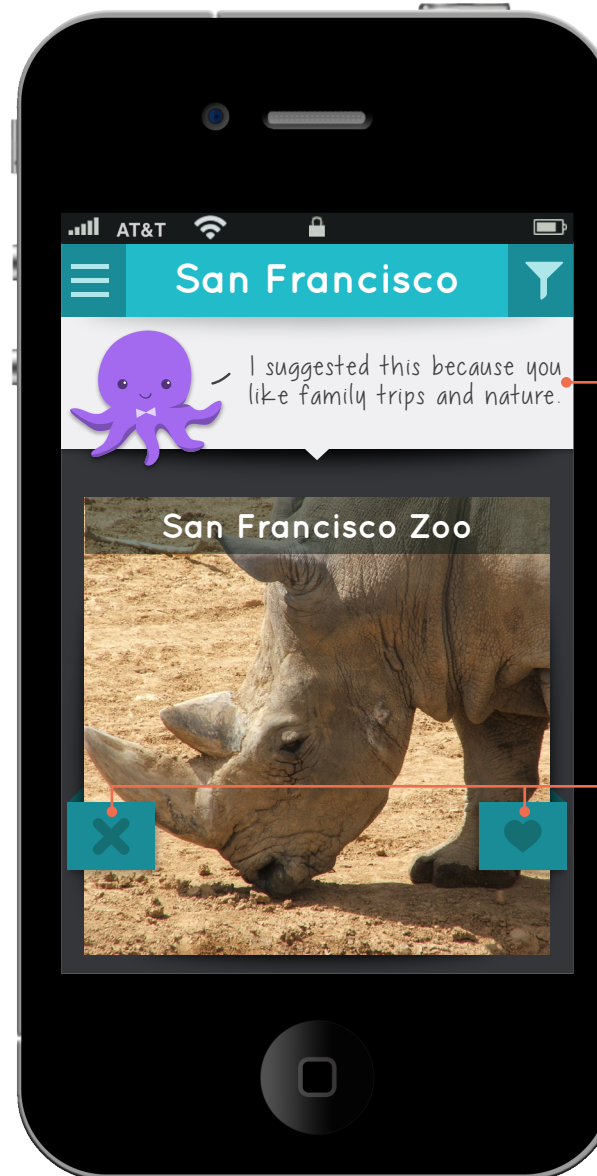 AT&T
San Francisco
I suggested this because you
like family trips and nature.
San Francisco Zoo